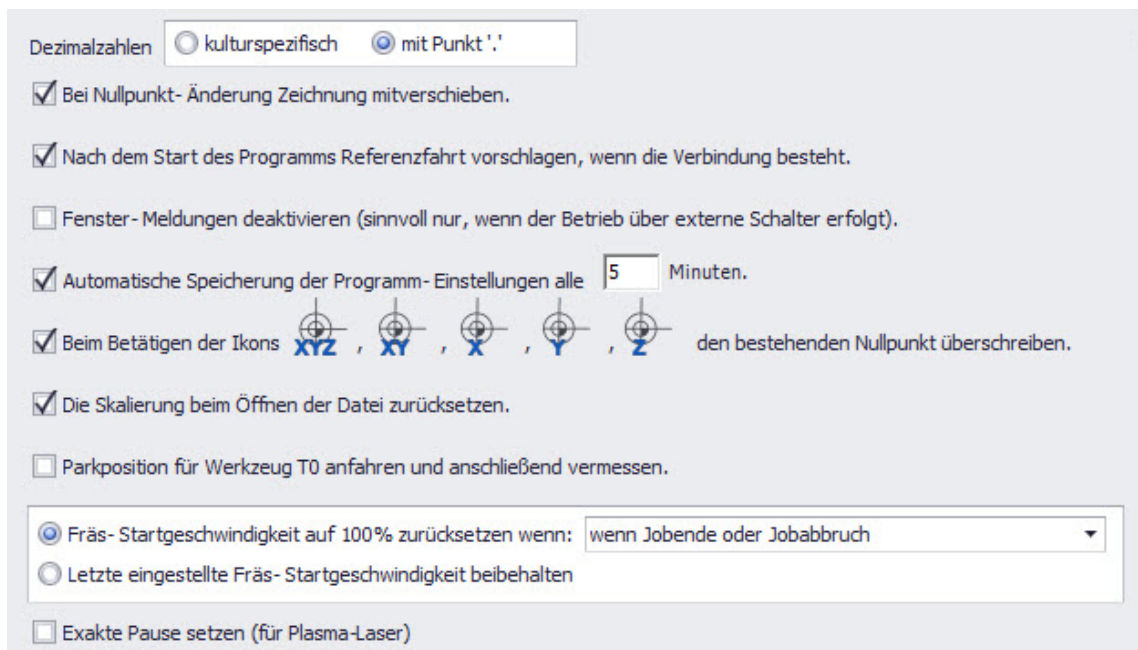 Dezimalzahlen kulturspezifisch mit Punkt '.'
Bei Nullpunkt- Änderung Zeichnung mitverschieben.
Nach dem Start des Programms Referenzfahrt vorschlagen, wenn die Verbindung besteht.
Fenster- Meldungen deaktivieren (sinnvoll nur, wenn der Betrieb über externe Schalter erfolgt).
Automatische Speicherung der Programm- Einstellungen alle 5 Minuten.
Beim Betätigen der Ikons XYZ , XY , X , Y , Z den bestehenden Nullpunkt überschreiben.
Die Skalierung beim Öffnen der Datei zurücksetzen.
Parkposition für Werkzeug T0 anfahren und anschließend vermessen.
Fräs- Startgeschwindigkeit auf 100% zurücksetzen wenn: wenn Jobende oder Jobabbruch
Letzte eingestellte Fräs- Startgeschwindigkeit beibehalten
Exakte Pause setzen (für Plasma-Laser)